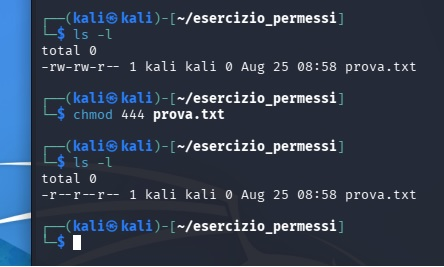 ┌──(kali㉿kali)-[~/esercizio_permessi]
└─$ ls -l
total 0
-rw-rw-r-- 1 kali kali 0 Aug 25 08:58 prova.txt
┌──(kali㉿kali)-[~/esercizio_permessi]
└─$ chmod 444 prova.txt
┌──(kali㉿kali)-[~/esercizio_permessi]
└─$ ls -l
total 0
-r--r--r-- 1 kali kali 0 Aug 25 08:58 prova.txt
┌──(kali㉿kali)-[~/esercizio_permessi]
└─$